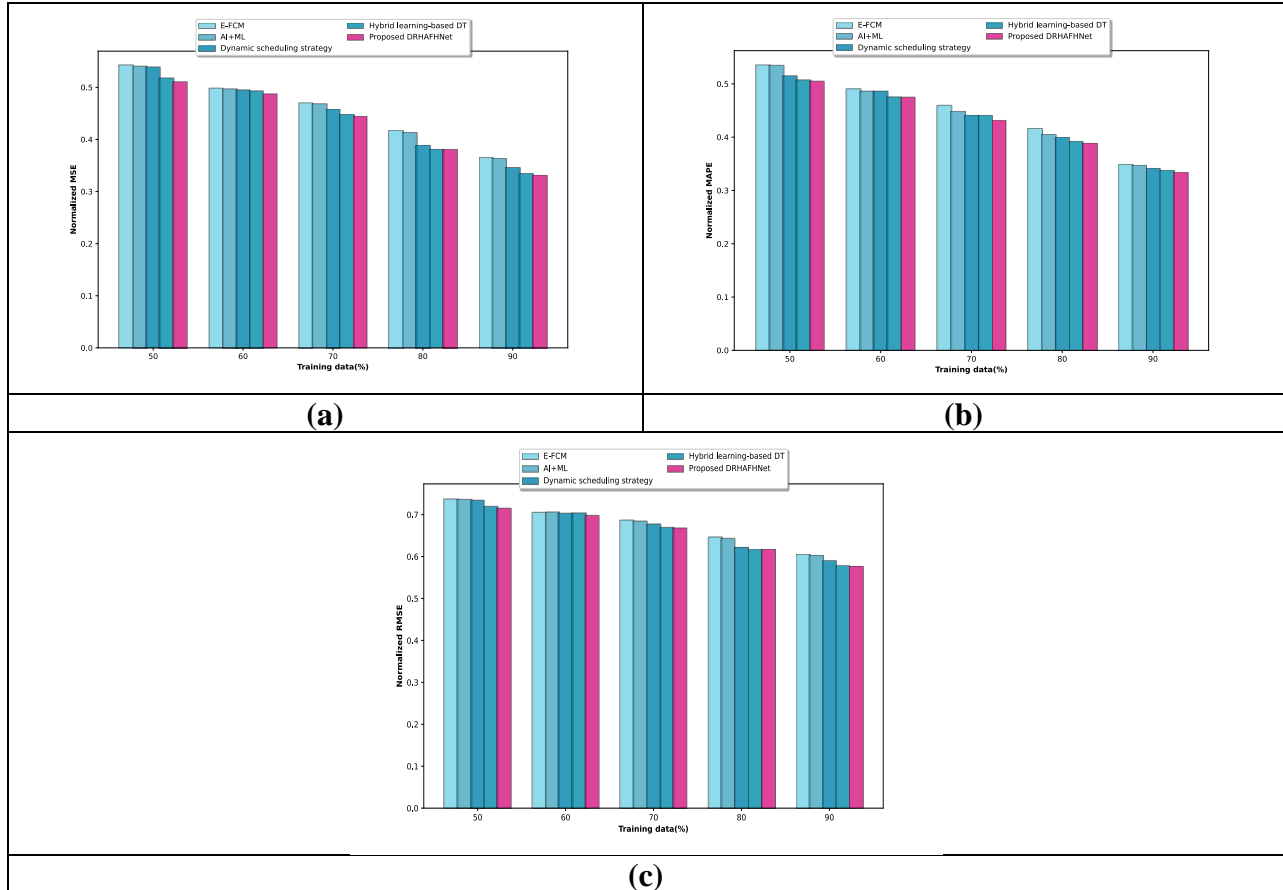 E-FCM
AI+ML
Dynamic scheduling strategy
Hybrid learning-based DT
Proposed DRHAFHNet
Normalized MSE
0.5
0.4
0.3
0.2
0.1
0.0
50 60 70 80 90
Training data(%)
(a)
E-FCM
AI+ML
Dynamic scheduling strategy
Hybrid learning-based DT
Proposed DRHAFHNet
Normalized MAPE
0.5
0.4
0.3
0.2
0.1
0.0
50 60 70 80 90
Training data(%)
(b)
E-FCM
AI+ML
Dynamic scheduling strategy
Hybrid learning-based DT
Proposed DRHAFHNet
Normalized RMSE
0.7
0.6
0.5
0.4
0.3
0.2
0.1
0.0
50 60 70 80 90
Training data(%)
(c)